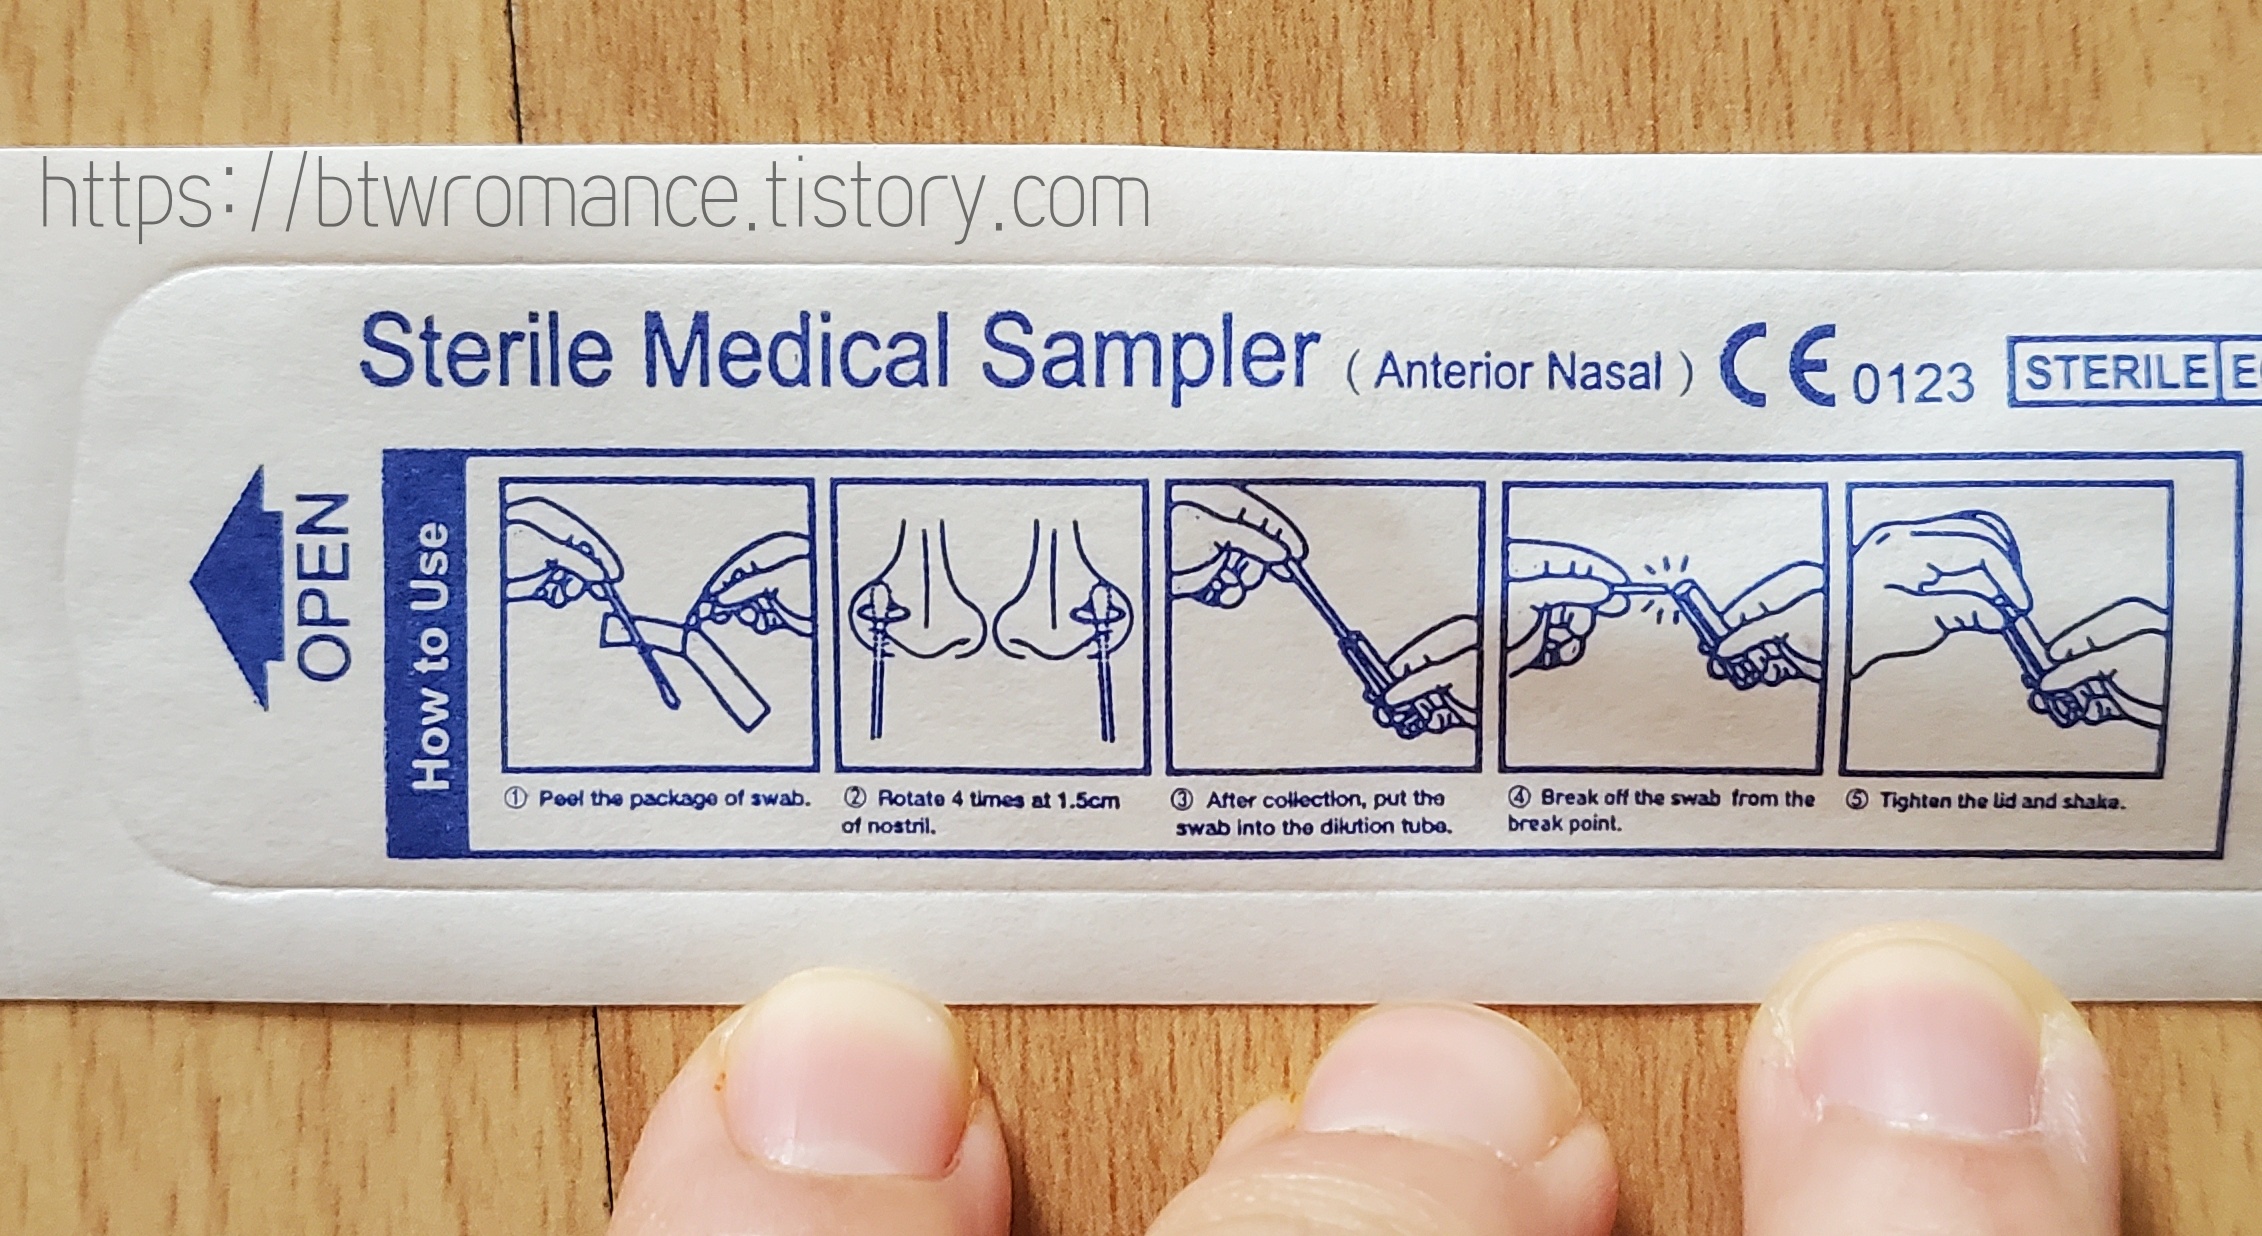 https://btwromance.tistory.com
Sterile Medical Sampler ( Anterior Nasal ) CE 0123 STERILE
OPEN
How to Use
① Peel the package of swab.
② Rotate 4 times at 1.5cm
of nostril.
③ After collection, put the
swab into the dilution tube.
④ Break off the swab from the
break point.
⑤ Tighten the lid and shake.